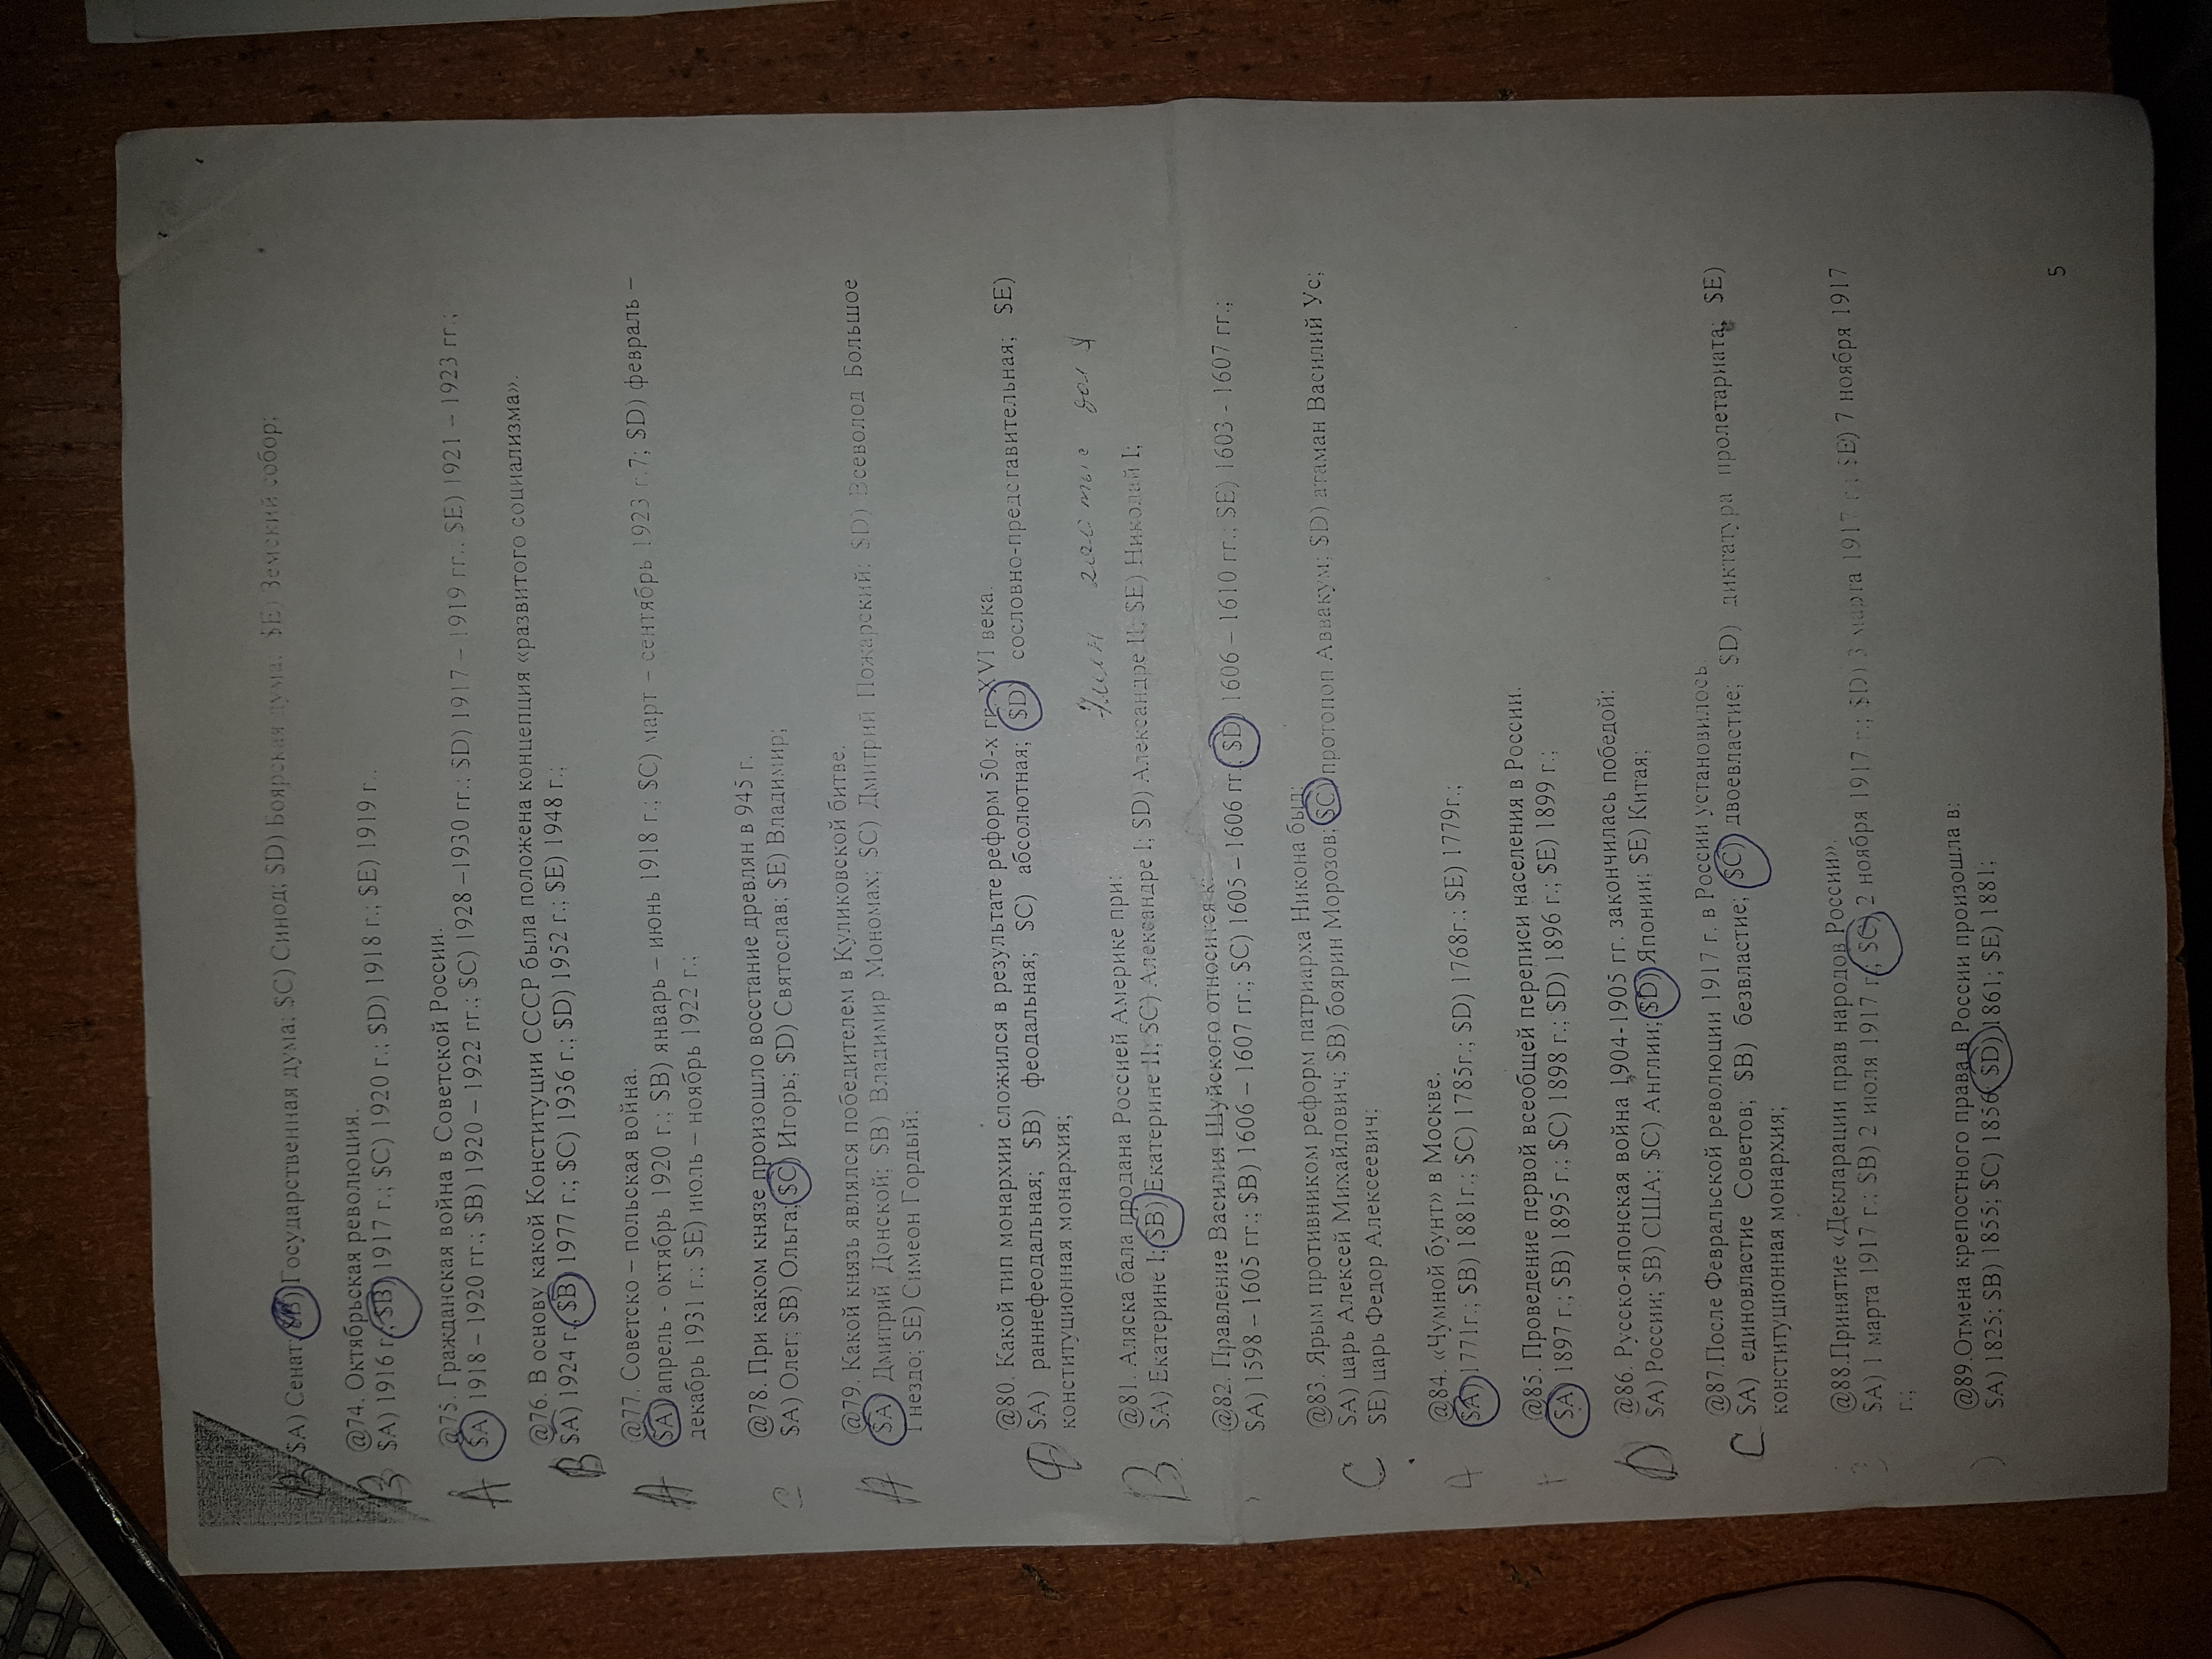 B $A) Сенат; $B) Государственная дума; $C) Синод; $D) Боярская дума; $E) Земский собор;
@74. Октябрьская революция.
B $A) 1916 г.; $B) 1917 г.; $C) 1920 г.; $D) 1918 г.; $E) 1919 г..
@75. Гражданская война в Советской России.
A $A) 1918 – 1920 гг.; $B) 1920 – 1922 гг.; $C) 1928 –1930 гг.; $D) 1917 – 1919 гг.. $E) 1921 – 1923 гг.;
@76. В основу какой Конституции СССР была положена концепция «развитого социализма».
B $A) 1924 г.; $B) 1977 г.; $C) 1936 г.; $D) 1952 г.; $E) 1948 г.;
@77. Советско – польская война.
A $A) апрель - октябрь 1920 г.; $B) январь – июнь 1918 г.; $C) март – сентябрь 1923 г.7; $D) февраль –
декабрь 1931 г.; $E) июль – ноябрь 1922 г.;
@78. При каком князе произошло восстание древлян в 945 г.
$A) Олег; $B) Ольга; $C) Игорь; $D) Святослав; $E) Владимир;
@79. Какой князь являлся победителем в Куликовской битве.
A $A) Дмитрий Донской; $B) Владимир Мономах; $C) Дмитрий Пожарский; $D) Всеволод Большое
Гнездо; $E) Симеон Гордый;
@80. Какой тип монархии сложился в результате реформ 50-х гг. XVI века.
$A) раннефеодальная; $B) феодальная; $C) абсолютная; $D) сословно-представительная; $E)
конституционная монархия;
7млн 200 тыс дол $
@81. Аляска бала продана Россией Америке при:
B $A) Екатерине I; $B) Екатерине II; $C) Александре I; $D) Александре II; $E) Николай I;
@82. Правление Василия Шуйского относится к:
$A) 1598 – 1605 гг.; $B) 1606 – 1607 гг.; $C) 1605 – 1606 гг.; $D) 1606 – 1610 гг.; $E) 1603 - 1607 гг.;
@83. Ярым противником реформ патриарха Никона был:
C $A) царь Алексей Михайлович; $B) боярин Морозов; $C) протопоп Аввакум; $D) атаман Василий Ус;
$E) царь Федор Алексеевич;
@84. «Чумной бунт» в Москве.
A $A) 1771г.; $B) 1881г.; $C) 1785г.; $D) 1768г.; $E) 1779г.;
@85. Проведение первой всеобщей переписи населения в России.
$A) 1897 г.; $B) 1895 г.; $C) 1898 г.; $D) 1896 г.; $E) 1899 г.;
@86. Русско-японская война 1904-1905 гг. закончилась победой:
D $A) России; $B) США; $C) Англии; $D) Японии; $E) Китая;
@87.После Февральской революции 1917 г. в России установилось
C $A) единовластие Советов; $B) безвластие; $C) двоевластие; $D) диктатура пролетариата; $E)
конституционная монархия;
@88.Принятие «Декларации прав народов России».
$A) 1 марта 1917 г.; $B) 2 июля 1917 г.; $C) 2 ноября 1917 г.; $D) 3 марта 1917 г.; $E) 7 ноября 1917
г.;
@89.Отмена крепостного права в России произошла в:
$A) 1825; $B) 1855; $C) 1856; $D) 1861; $E) 1881;
5